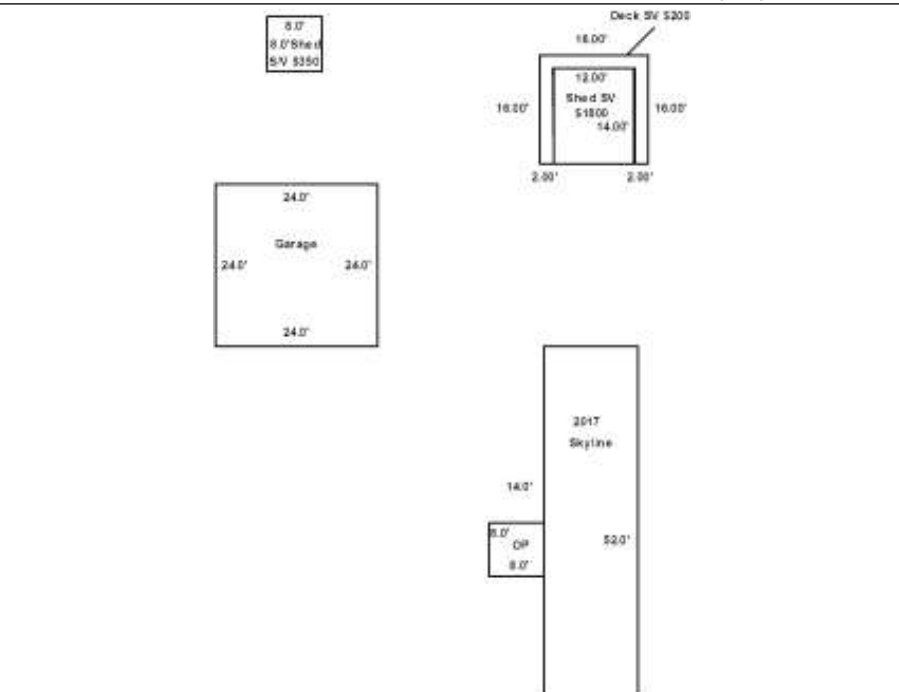 8.0'
8.0' Shed
S/V $350
Deck SV $200
16.00'
12.00'
Shed SV
$1800
14.00'
16.00'
16.00'
2.00'
2.00'
24.0'
Garage
24.0'
24.0'
24.0'
2017
Skyline
14.0'
8.0'
OP
8.0'
52.0'